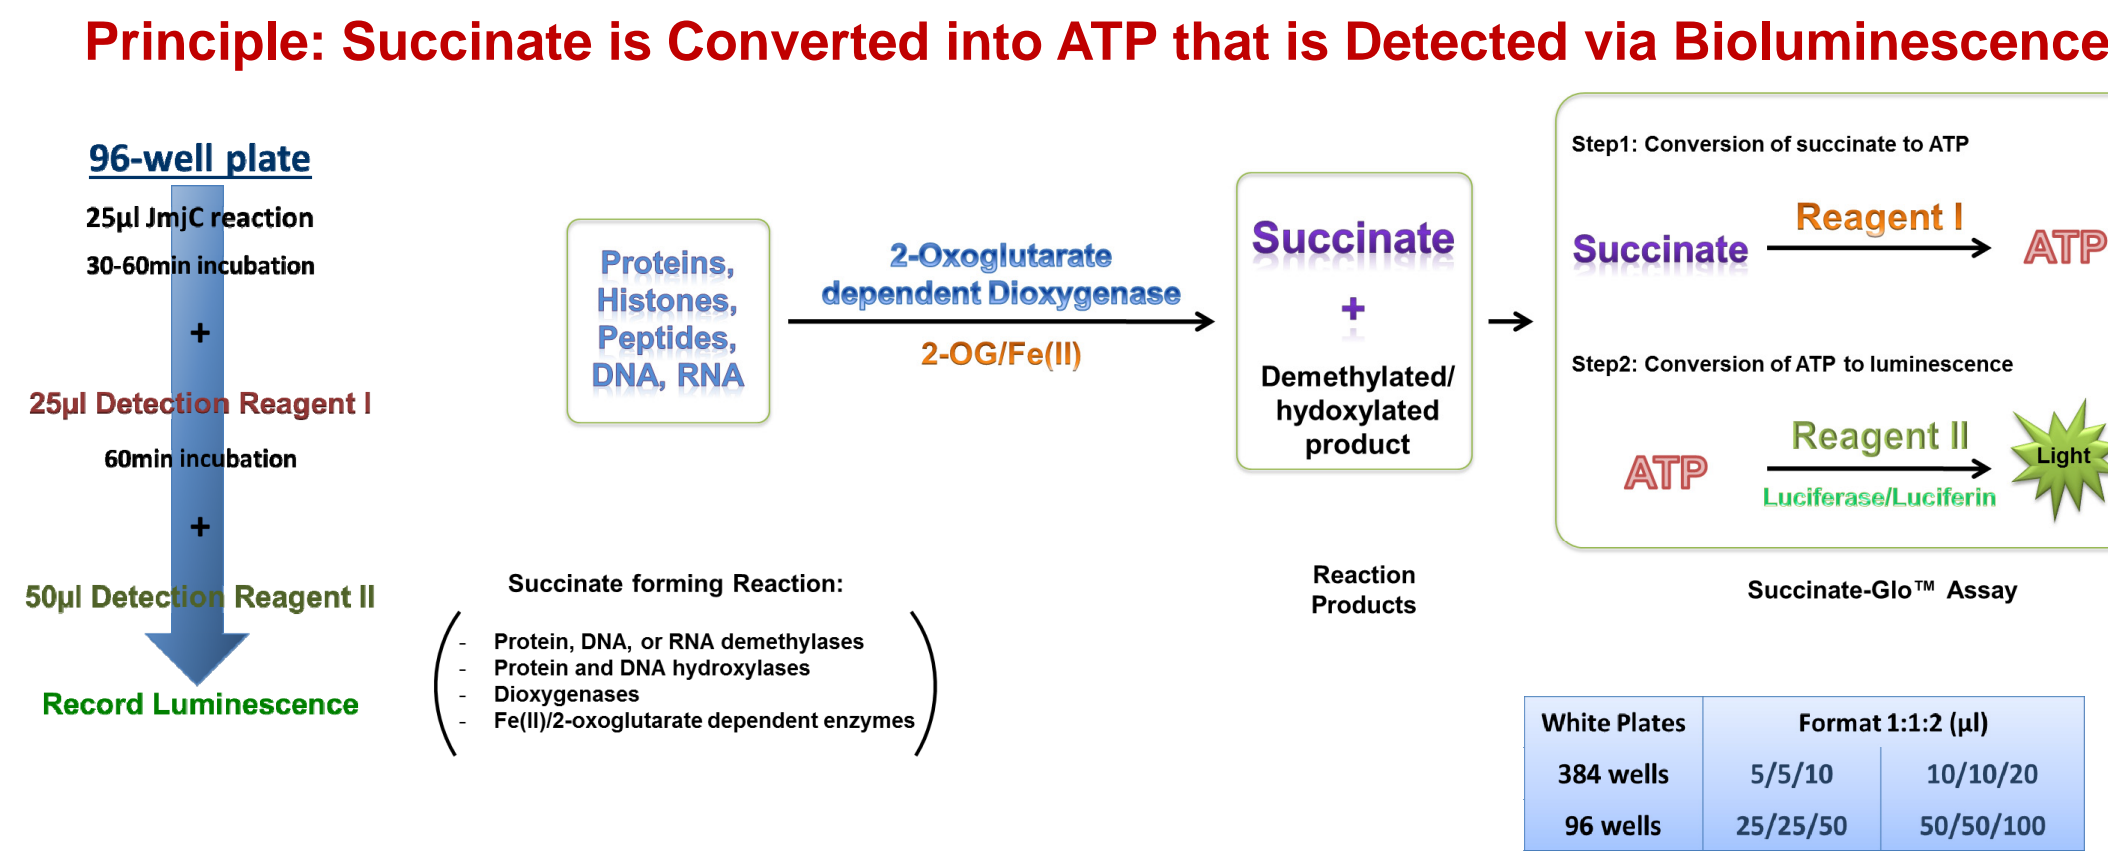 Principle: Succinate is Converted into ATP that is Detected via Bioluminescence
96-well plate
25µl JmjC reaction
30-60min incubation
+
25µl Detection Reagent I
60min incubation
+
50µl Detection Reagent II
Record Luminescence
Proteins,
Histones,
Peptides,
DNA, RNA
2-Oxoglutarate
dependent Dioxygenase
2-OG/Fe(II)
Succinate
+
Demethylated/
hydoxylated
product
Reaction
Products
Step1: Conversion of succinate to ATP
Succinate
Reagent I
ATP
Step2: Conversion of ATP to luminescence
ATP
Reagent II
Luciferase/Luciferin
Light
Succinate-Glo™ Assay
Succinate forming Reaction:
- Protein, DNA, or RNA demethylases
- Protein and DNA hydroxylases
- Dioxygenases
- Fe(II)/2-oxoglutarate dependent enzymes
White Plates Format 1:1:2 (µl)
384 wells 5/5/10 10/10/20
96 wells 25/25/50 50/50/100